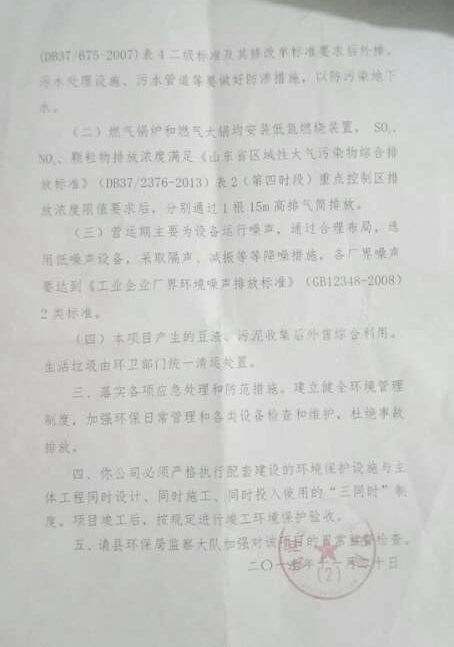 (DB37/675-2007)表4二级标准及其修改单标准要求后外排。
污水处理设施、污水管道等要做好防渗措施，以防污染地下
水。
（二）燃气锅炉和燃气大锅均安装低氮燃烧装置， SO₂、
NOₓ、颗粒物排放浓度满足《山东省区域性大气污染物综合排
放标准》(DB37/2376-2013)表2（第四时段）重点控制区排
放浓度限值要求后，分别通过1根15m高排气筒排放。
（三）营运期主要为设备运行噪声，通过合理布局，选
用低噪声设备，采取隔声、减振等等降噪措施，各厂界噪声
要达到《工业企业厂界环境噪声排放标准》(GB12348-2008)
2类标准。
（四）本项目产生的豆渣、污泥收集后外售综合利用。
生活垃圾由环卫部门统一清运处置。
三、落实各项应急处理和防范措施。建立健全环境管理
制度，加强环保日常管理和各类设备检查和维护，杜绝事故
排放。
四、你公司必须严格执行配套建设的环境保护设施与主
体工程同时设计、同时施工、同时投入使用的“三同时”制
度。项目竣工后，按规定进行竣工环境保护验收。
五、请县环保局监察大队加强对该项目的日常监督检查。
二〇一 年十一月二十日
(2)